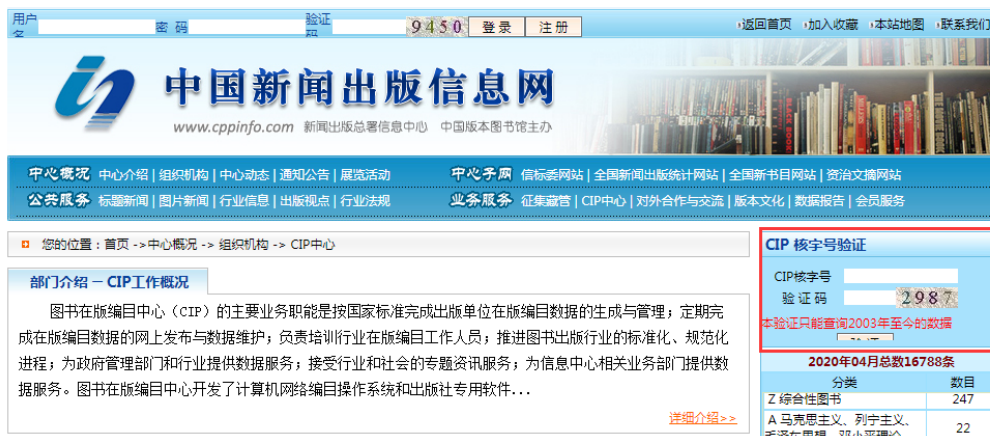 用户名 密 码 验证码 9450 登 录 注 册 返回首页 加入收藏 本站地图 联系我们
中国新闻出版信息网
www.cppinfo.com 新闻出版总署信息中心 中国版本图书馆主办
中心概况 中心介绍 | 组织机构 | 中心动态 | 通知公告 | 展览活动 中心子网 信标委网站 | 全国新闻出版统计网站 | 全国新书目网站 | 资治文摘网站
公共服务 标题新闻 | 图片新闻 | 行业信息 | 出版视点 | 行业法规 业务服务 征集藏管 | CIP中心 | 对外合作与交流 | 版本文化 | 数据报告 | 会员服务
您的位置：首页 ->中心概况 -> 组织机构 -> CIP中心
部门介绍 － CIP工作概况
图书在版编目中心（CIP）的主要业务职能是按国家标准完成出版单位在版编目数据的生成与管理；定期完
成在版编目数据的网上发布与数据维护；负责培训行业在版编目工作人员；推进图书出版行业的标准化、规范化
进程；为政府管理部门和行业提供数据服务；接受行业和社会的专题资讯服务；为信息中心相关业务部门提供数
据服务。图书在版编目中心开发了计算机网络编目操作系统和出版社专用软件...
详细介绍>>
CIP 核字号验证
CIP核字号
验 证 码 2987
本验证只能查询2003年至今的数据
2020年04月总数16788条
分类 数目
Z 综合性图书 247
A 马克思主义、列宁主义、 22
毛泽东思想、邓小平理论